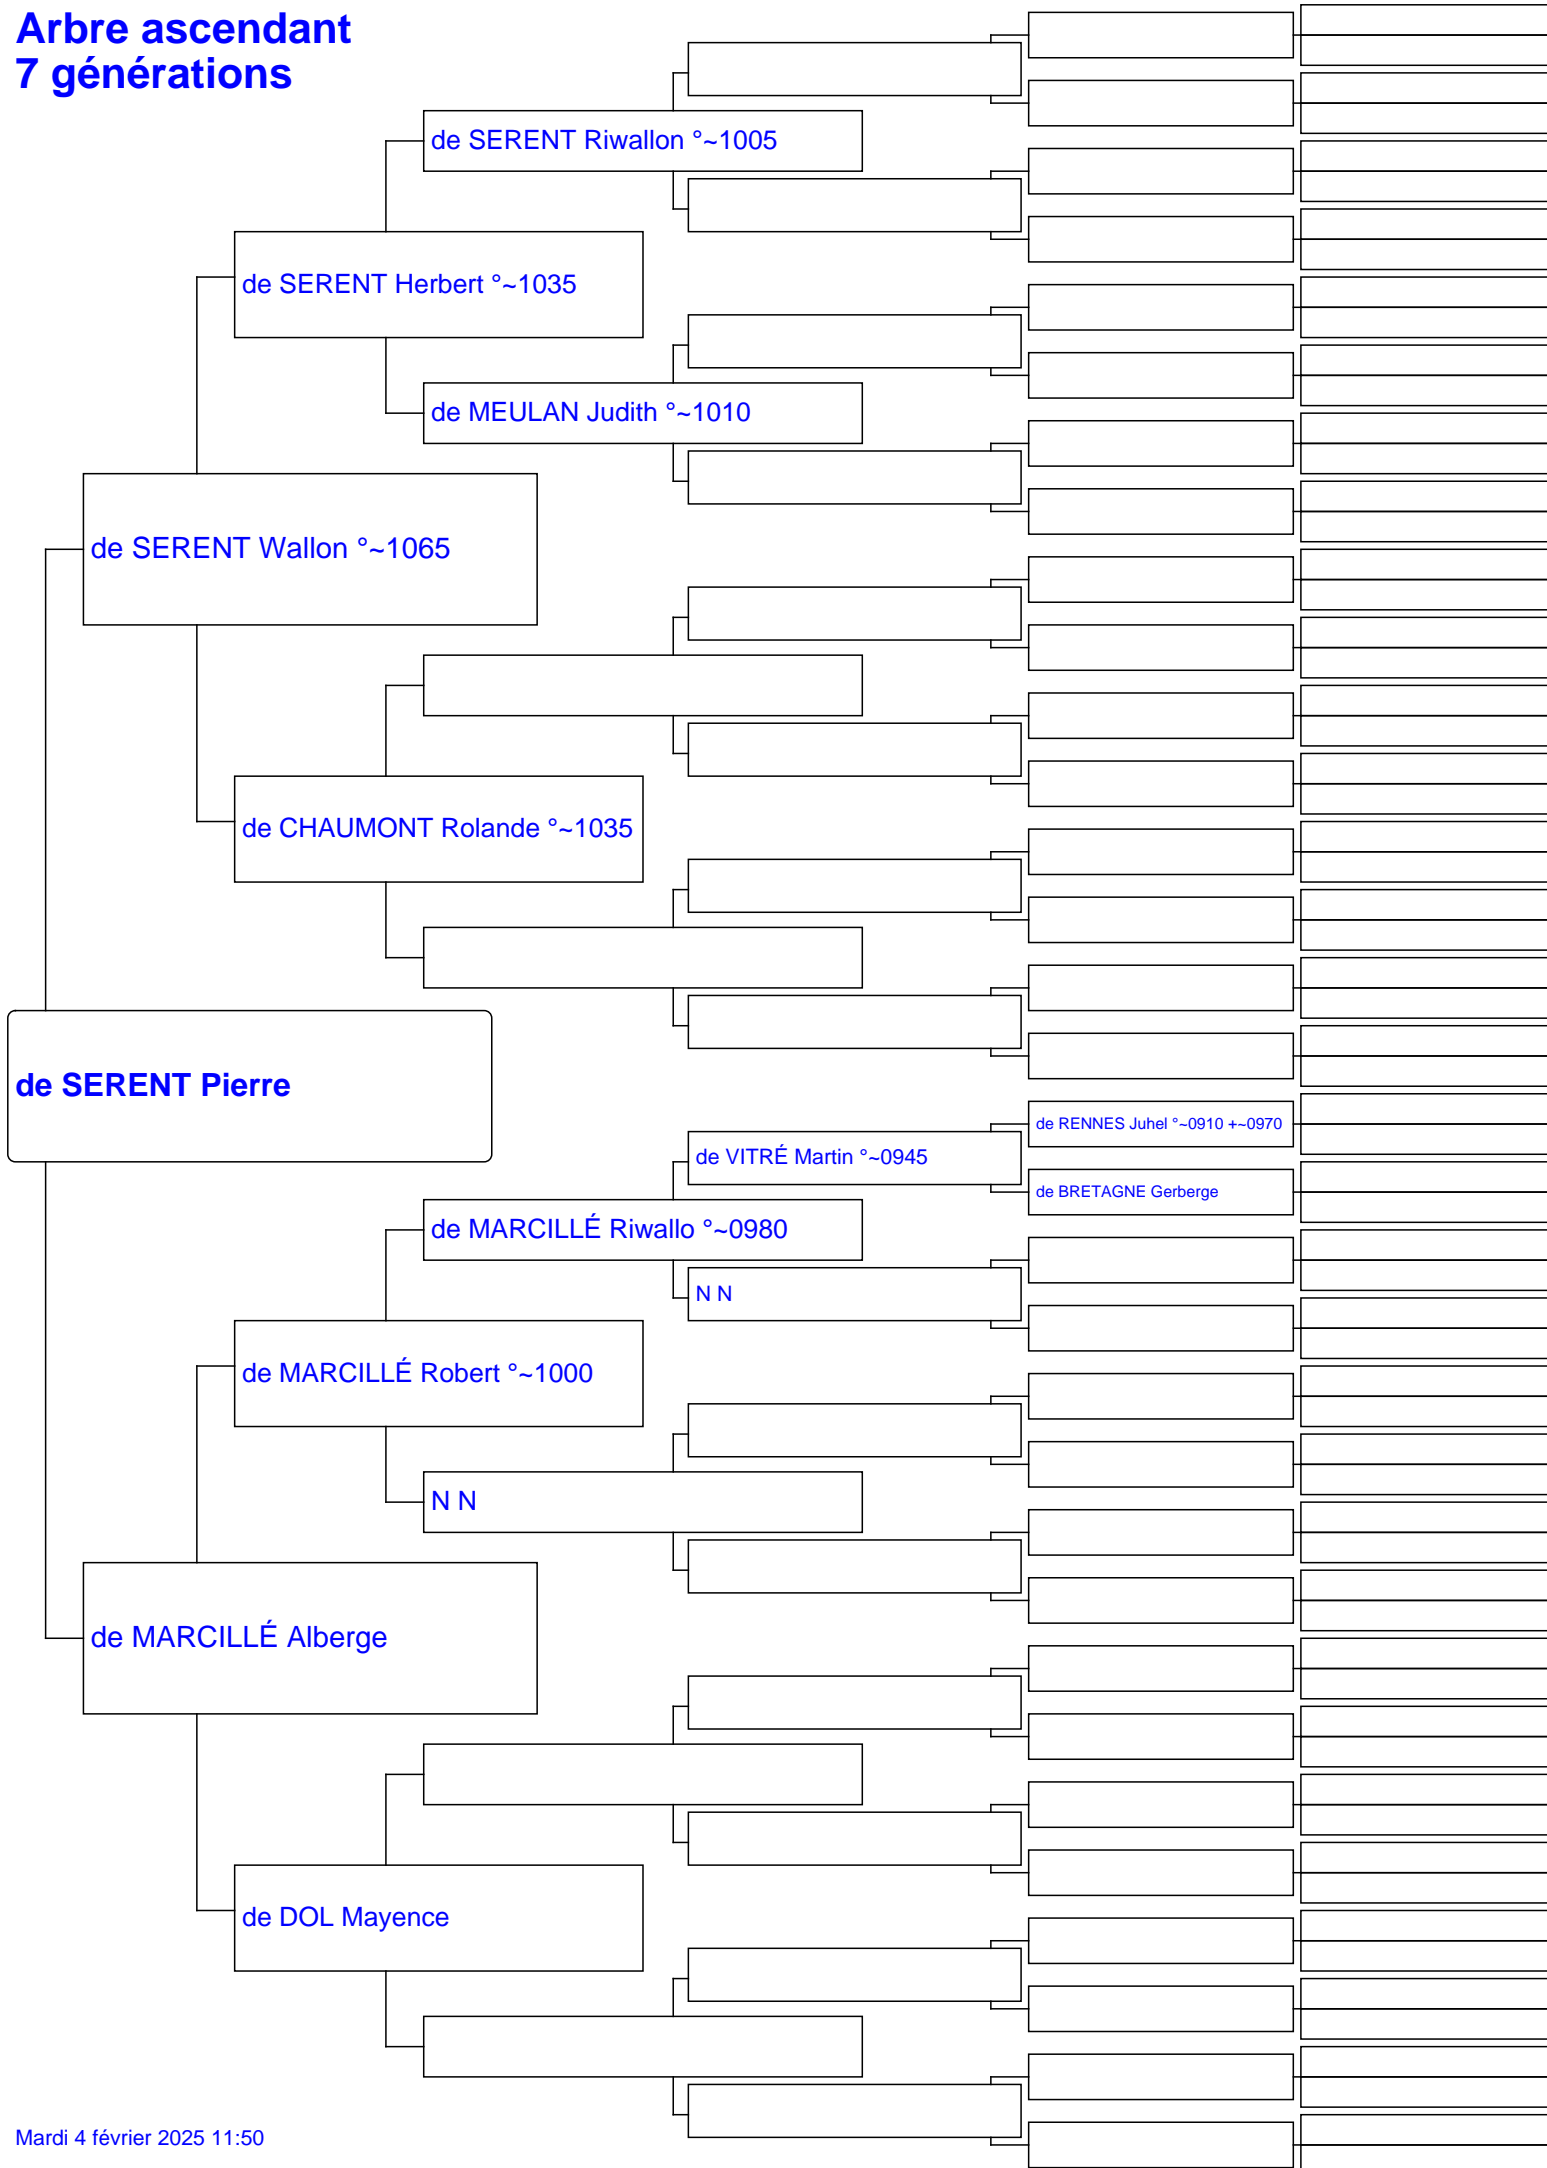 Arbre ascendant
7 générations
de SERENT Riwallon °~1005
de SERENT Herbert °~1035
de MEULAN Judith °~1010
de SERENT Wallon °~1065
de CHAUMONT Rolande °~1035
de SERENT Pierre
de RENNES Juhel °~0910 +~0970
de VITRÉ Martin °~0945
de BRETAGNE Gerberge
de MARCILLÉ Riwallo °~0980
N N
de MARCILLÉ Robert °~1000
N N
de MARCILLÉ Alberge
de DOL Mayence
Mardi 4 février 2025 11:50